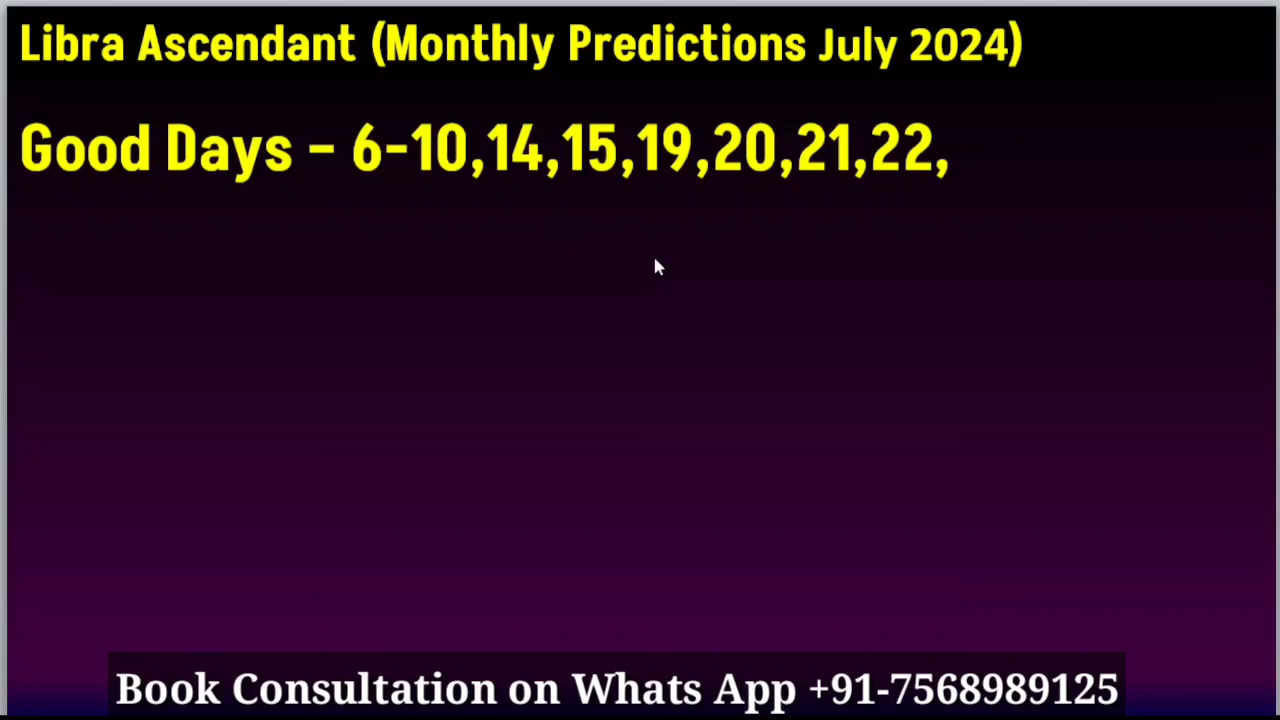 Libra Ascendant (Monthly Predictions July 2024)
Good Days – 6-10,14,15,19,20,21,22,
Book Consultation on Whats App +91-7568989125